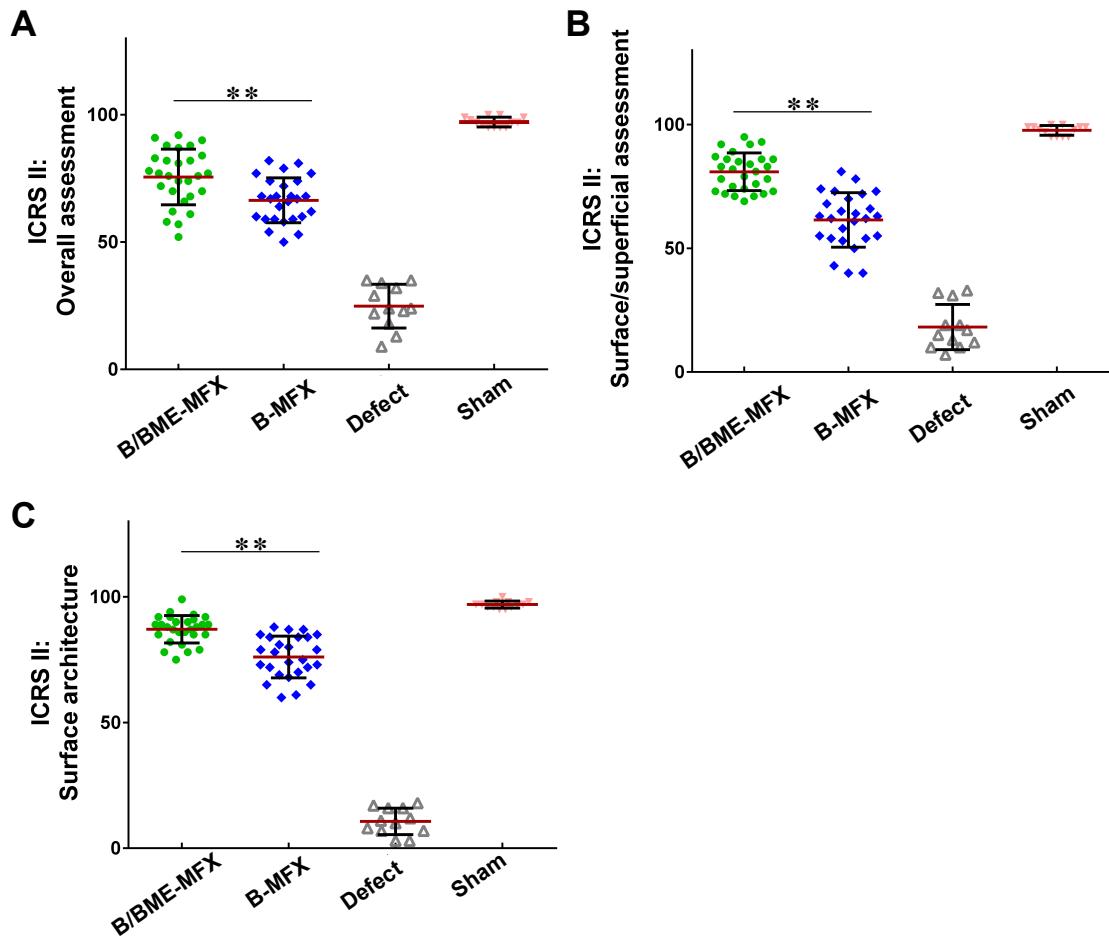 A
ICRS II:
Overall assessment
100
50
0
**
B/BME-MFX
B-MFX
Defect
Sham
B
ICRS II:
Surface/superficial assessment
100
50
0
**
B/BME-MFX
B-MFX
Defect
Sham
C
ICRS II:
Surface architecture
100
50
0
**
B/BME-MFX
B-MFX
Defect
Sham